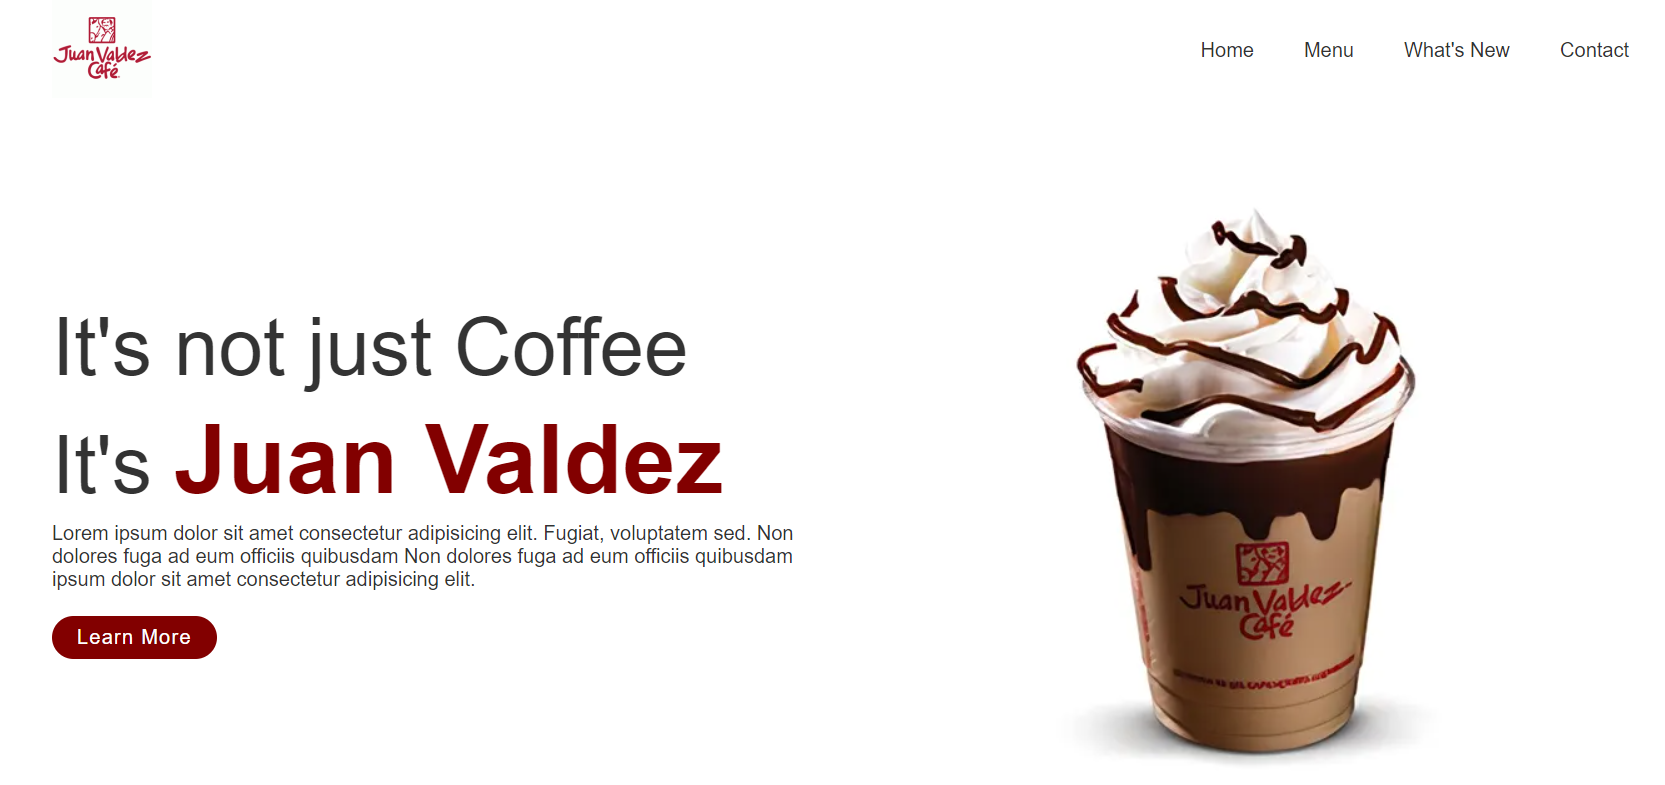 Juan Valdez
Café
Home
Menu
What's New
Contact
It's not just Coffee
It's Juan Valdez
Lorem ipsum dolor sit amet consectetur adipisicing elit. Fugiat, voluptatem sed. Non
dolores fuga ad eum officiis quibusdam Non dolores fuga ad eum officiis quibusdam
ipsum dolor sit amet consectetur adipisicing elit.
Learn More
Juan Valdez
Café